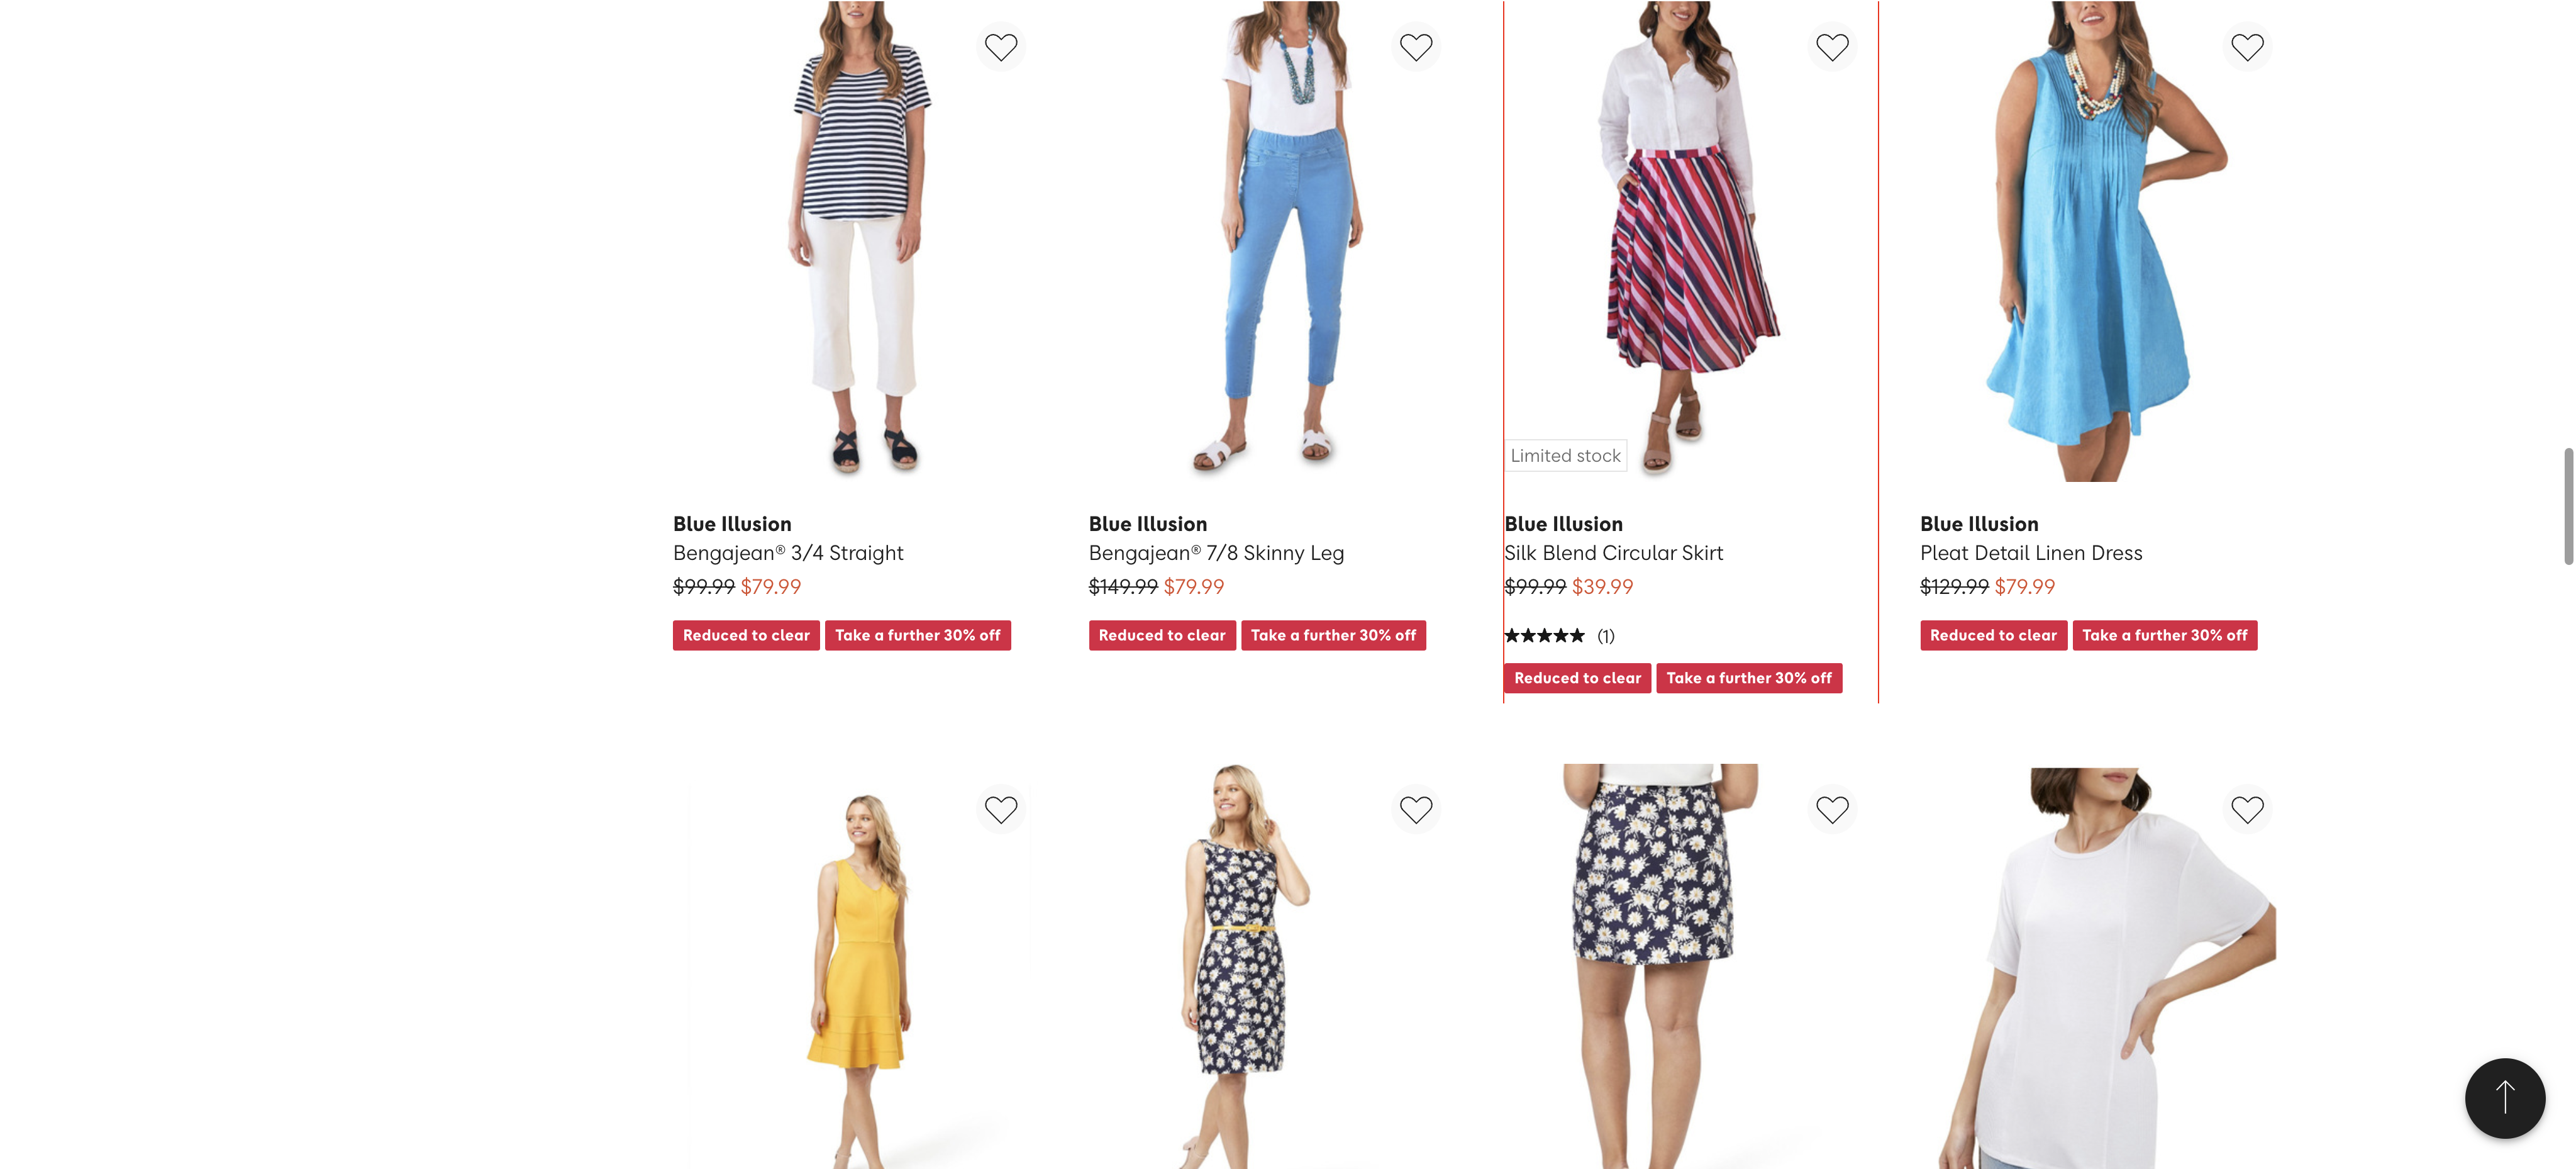 Limited stock
Blue Illusion
Bengajean® 3/4 Straight
$99.99 $79.99
Reduced to clear Take a further 30% off
Blue Illusion
Bengajean® 7/8 Skinny Leg
$149.99 $79.99
Reduced to clear Take a further 30% off
Blue Illusion
Silk Blend Circular Skirt
$99.99 $39.99
(1)
Reduced to clear Take a further 30% off
Blue Illusion
Pleat Detail Linen Dress
$129.99 $79.99
Reduced to clear Take a further 30% off